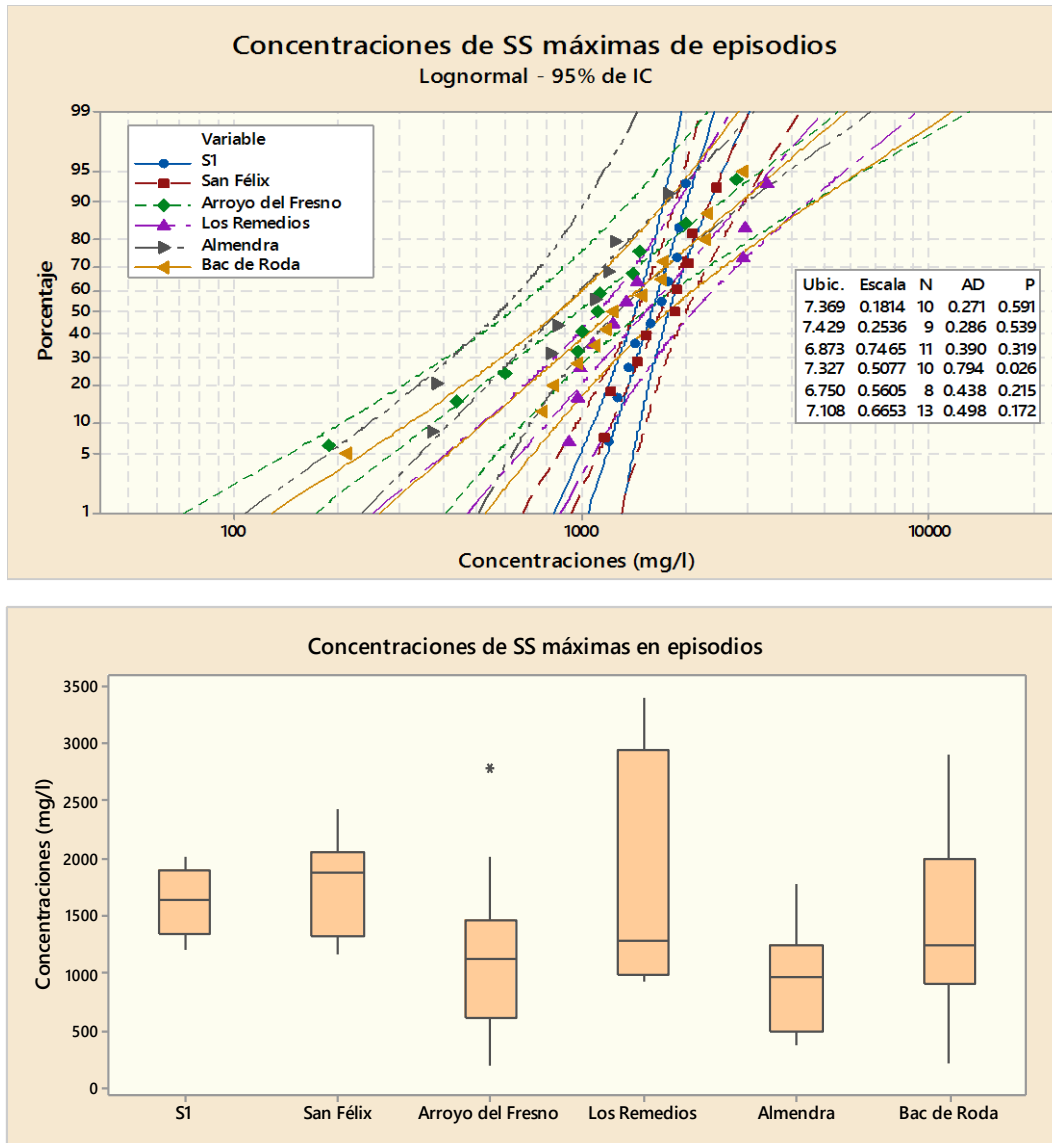 Concentraciones de SS máximas de episodios
Lognormal - 95% de IC
Porcentaje
99
95
90
80
70
60
50
40
30
20
10
5
1
Variable
S1
San Félix
Arroyo del Fresno
Los Remedios
Almendra
Bac de Roda
Ubic. Escala N AD P
7.369 0.1814 10 0.271 0.591
7.429 0.2536 9 0.286 0.539
6.873 0.7465 11 0.390 0.319
7.327 0.5077 10 0.794 0.026
6.750 0.5605 8 0.438 0.215
7.108 0.6653 13 0.498 0.172
100 1000 10000
Concentraciones (mg/l)
Concentraciones de SS máximas en episodios
Concentraciones (mg/l)
3500
3000
2500
2000
1500
1000
500
0
S1 San Félix Arroyo del Fresno Los Remedios Almendra Bac de Roda